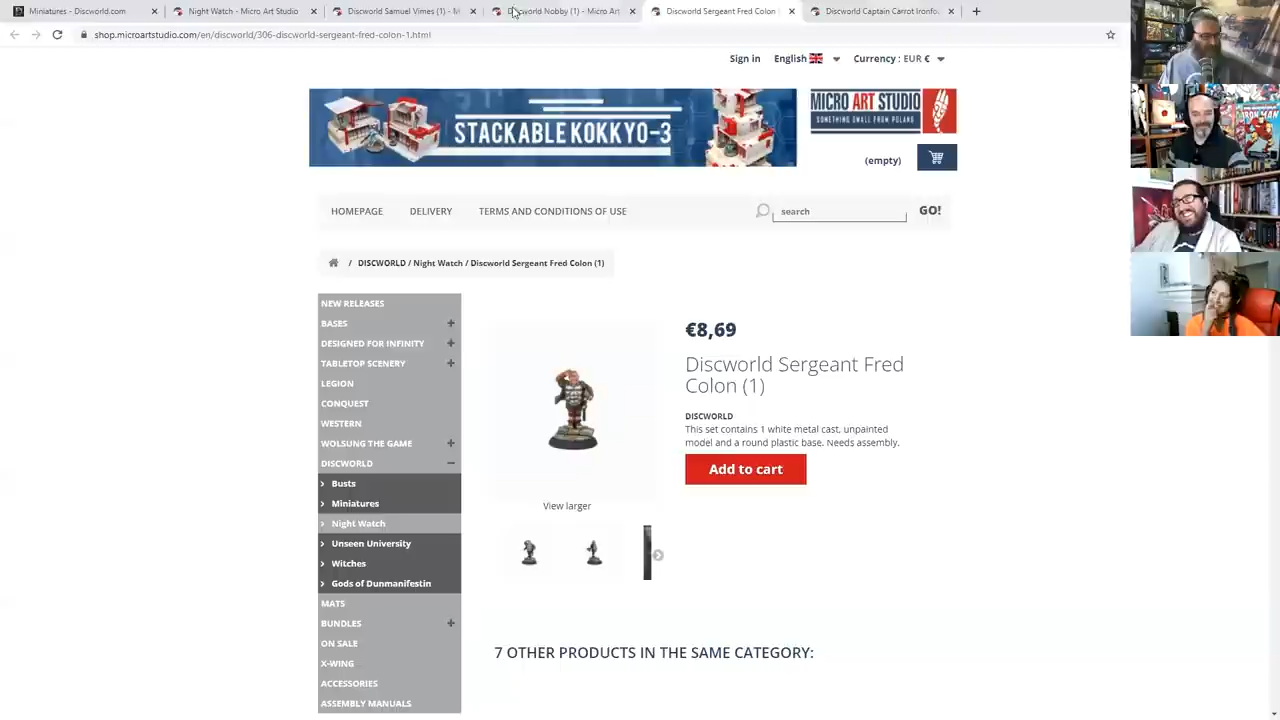 Miniatures - Discworld.com
Night Watch - Micro Art Studio
Discworld Samuel Vimes (1) - M
Discworld Nobby (1) - Micro Art
Discworld Sergeant Fred Colon
Discworld Captain Carrot Ironfo
shop.microartstudio.com/en/discworld/306-discworld-sergeant-fred-colon-1.html
Sign in
English
Currency : EUR €
STACKABLE KOKKYO-3
MICRO ART STUDIO
SOMETHING SMALL FROM POLAND
(empty)
HOMEPAGE
DELIVERY
TERMS AND CONDITIONS OF USE
search
GO!
/ DISCWORLD / Night Watch / Discworld Sergeant Fred Colon (1)
NEW RELEASES
BASES
DESIGNED FOR INFINITY
TABLETOP SCENERY
LEGION
CONQUEST
WESTERN
WOLSUNG THE GAME
DISCWORLD
Busts
Miniatures
Night Watch
Unseen University
Witches
Gods of Dunmanifestin
MATS
BUNDLES
ON SALE
X-WING
ACCESSORIES
ASSEMBLY MANUALS
€8,69
Discworld Sergeant Fred
Colon (1)
DISCWORLD
This set contains 1 white metal cast, unpainted
model and a round plastic base. Needs assembly.
Add to cart
View larger
7 OTHER PRODUCTS IN THE SAME CATEGORY:
IRON MAN